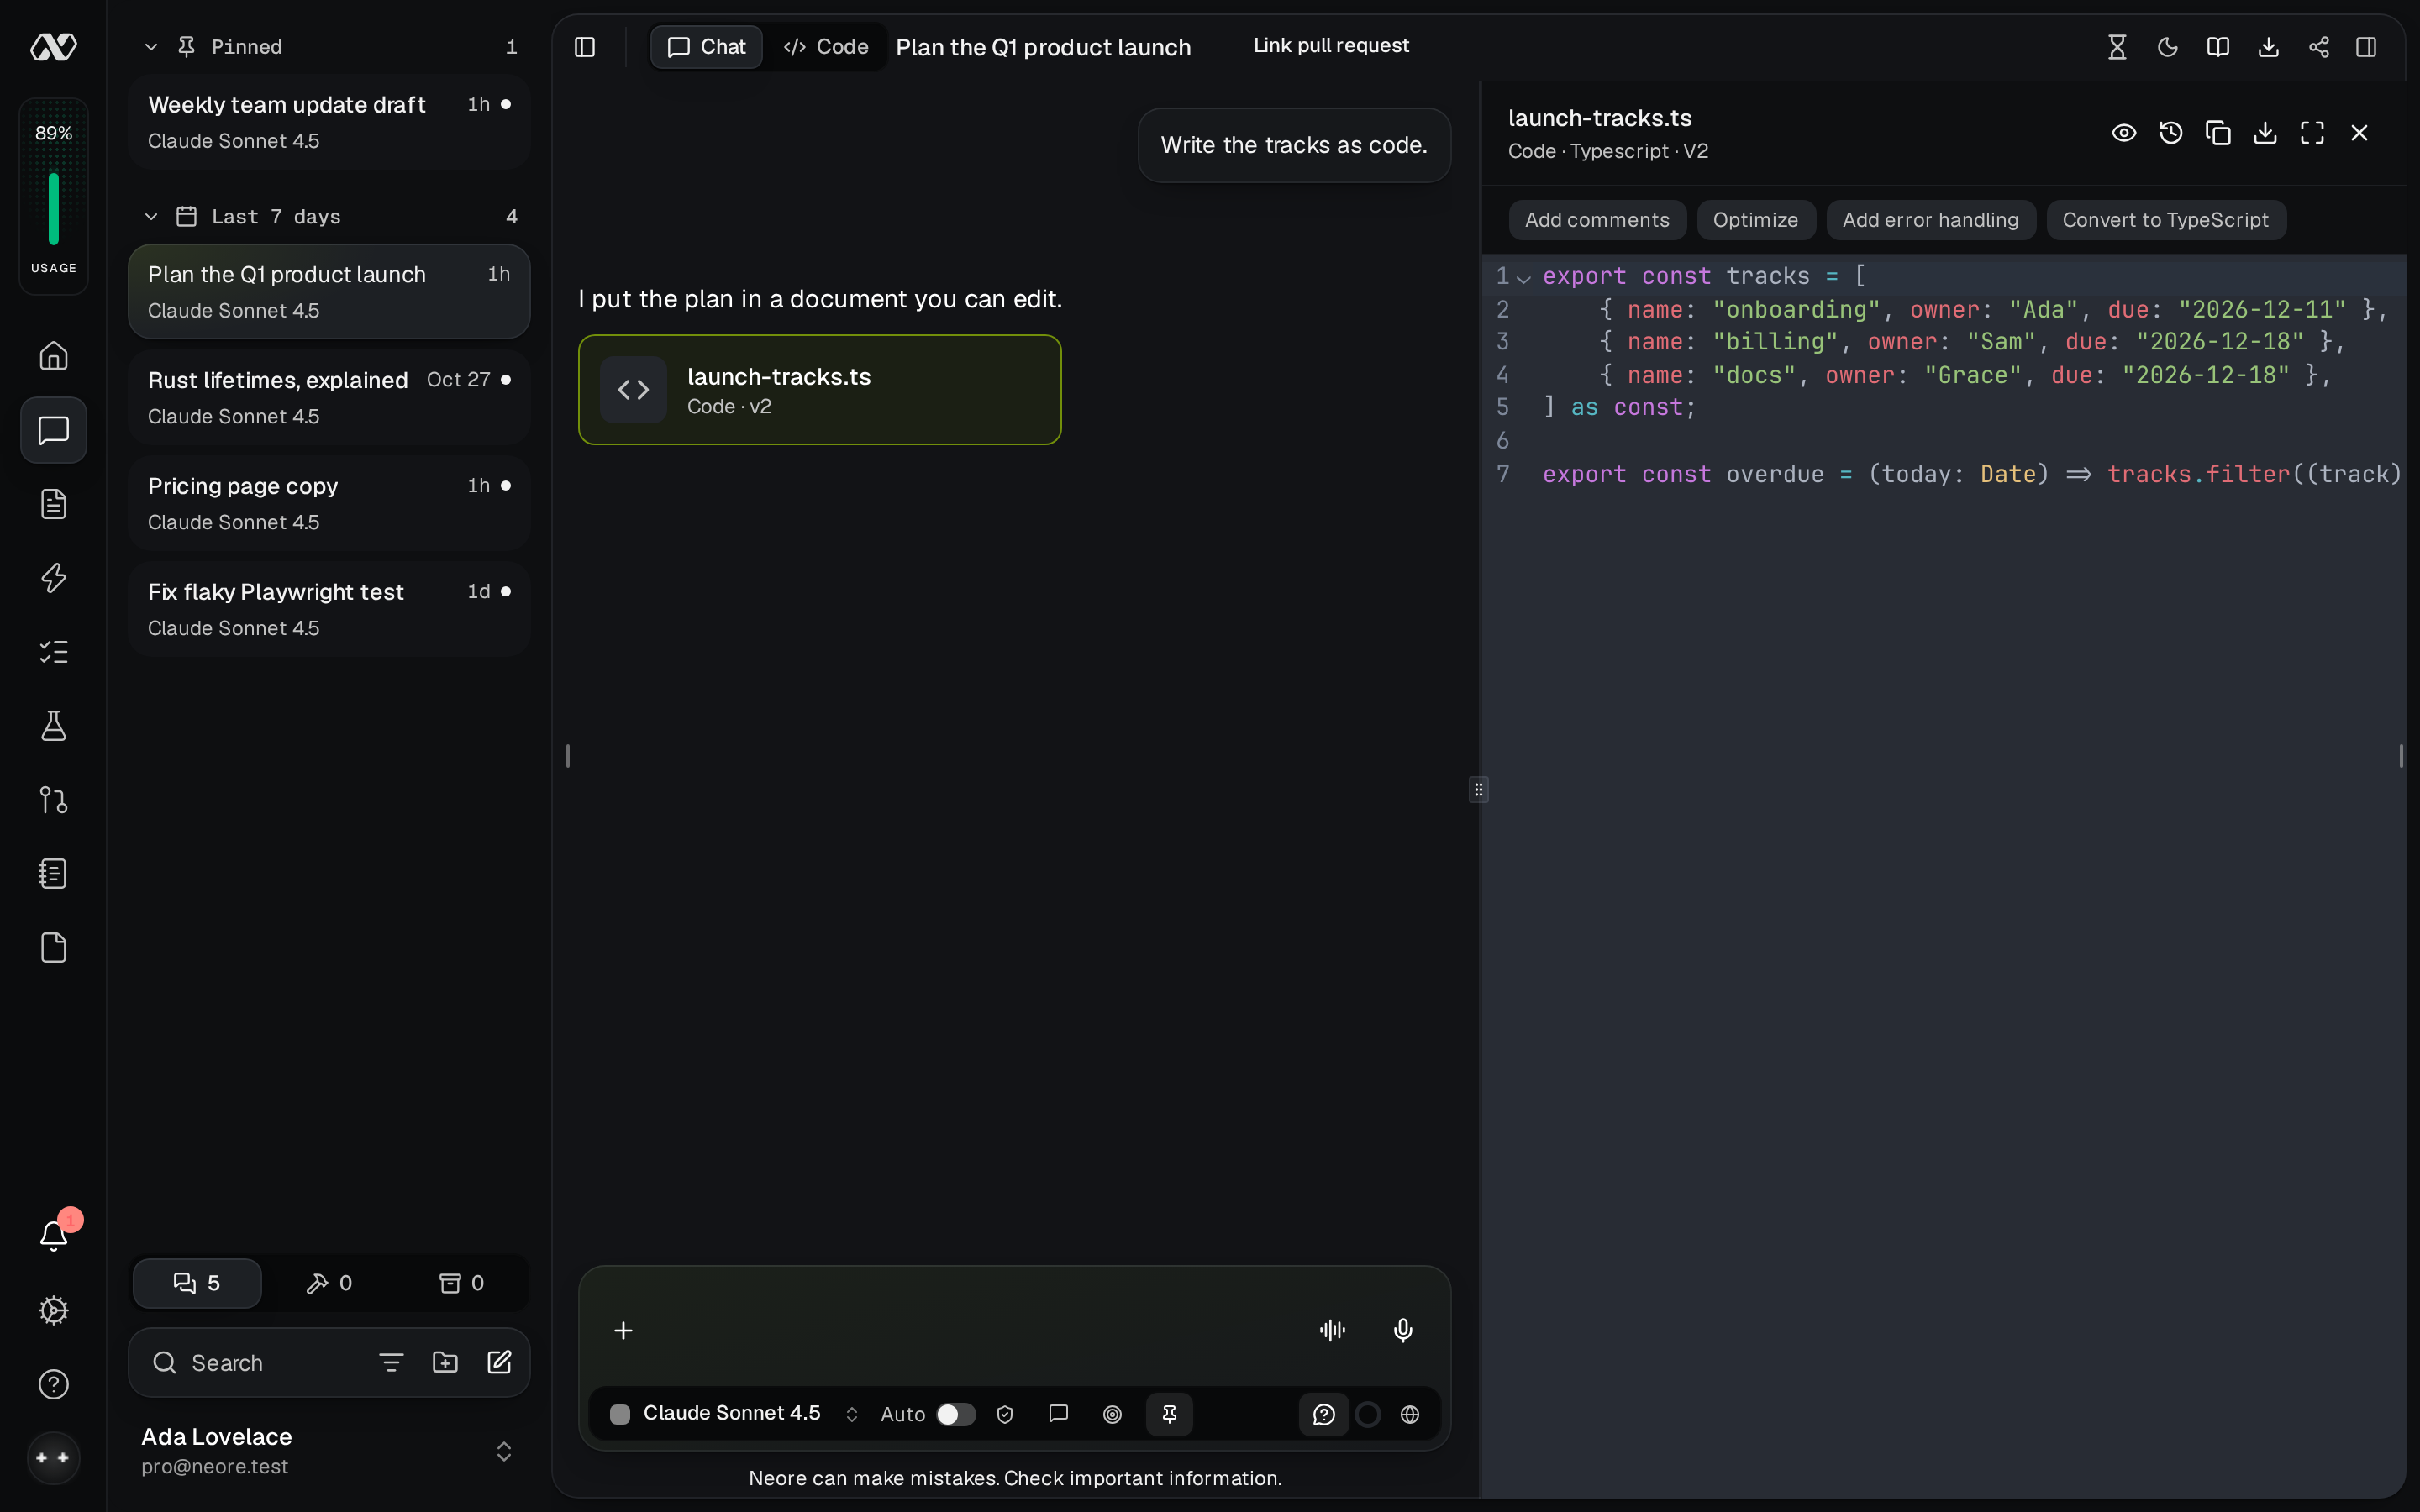 89%
USAGE
Pinned 1
Weekly team update draft 1h
Claude Sonnet 4.5
Last 7 days 4
Plan the Q1 product launch 1h
Claude Sonnet 4.5
Rust lifetimes, explained Oct 27
Claude Sonnet 4.5
Pricing page copy 1h
Claude Sonnet 4.5
Fix flaky Playwright test 1d
Claude Sonnet 4.5
1
5 0 0
Search
Ada Lovelace
pro@neore.test
Chat Code Plan the Q1 product launch Link pull request
Write the tracks as code.
I put the plan in a document you can edit.
launch-tracks.ts
Code · v2
Claude Sonnet 4.5 Auto
Neore can make mistakes. Check important information.
launch-tracks.ts
Code · Typescript · V2
Add comments Optimize Add error handling Convert to TypeScript
1 export const tracks = [
2 { name: "onboarding", owner: "Ada", due: "2026-12-11" },
3 { name: "billing", owner: "Sam", due: "2026-12-18" },
4 { name: "docs", owner: "Grace", due: "2026-12-18" },
5 ] as const;
6
7 export const overdue = (today: Date) => tracks.filter((track)